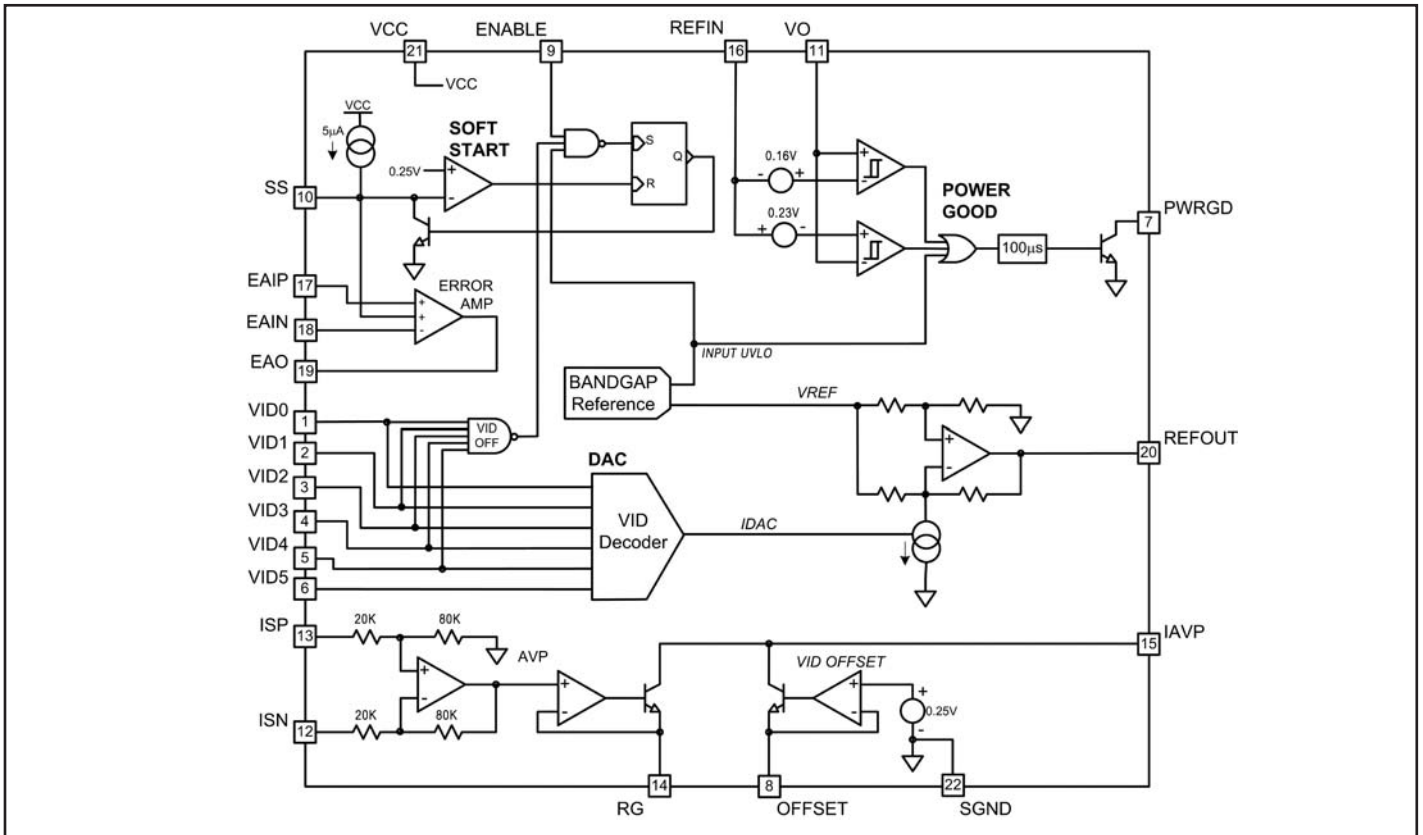 VCC
ENABLE
REFIN
VO
21
9
16
11
VCC
VCC
5µA
SOFT
START
0.25V
+
-
S
R
Q
0.16V
- +
0.23V
+ -
+
-
+
-
POWER
GOOD
100µs
PWRGD
7
SS
10
EAIP
17
EAIN
18
EAO
19
ERROR
AMP
+
+
-
INPUT UVLO
BANDGAP
Reference
VREF
+
-
REFOUT
20
VID0
1
VID1
2
VID2
3
VID3
4
VID4
5
VID5
6
VID
OFF
DAC
VID
Decoder
IDAC
ISP
13
20K
80K
AVP
+
-
ISN
12
20K
80K
+
-
VID OFFSET
+
-
+
0.25V
-
IAVP
15
14
RG
8
OFFSET
22
SGND